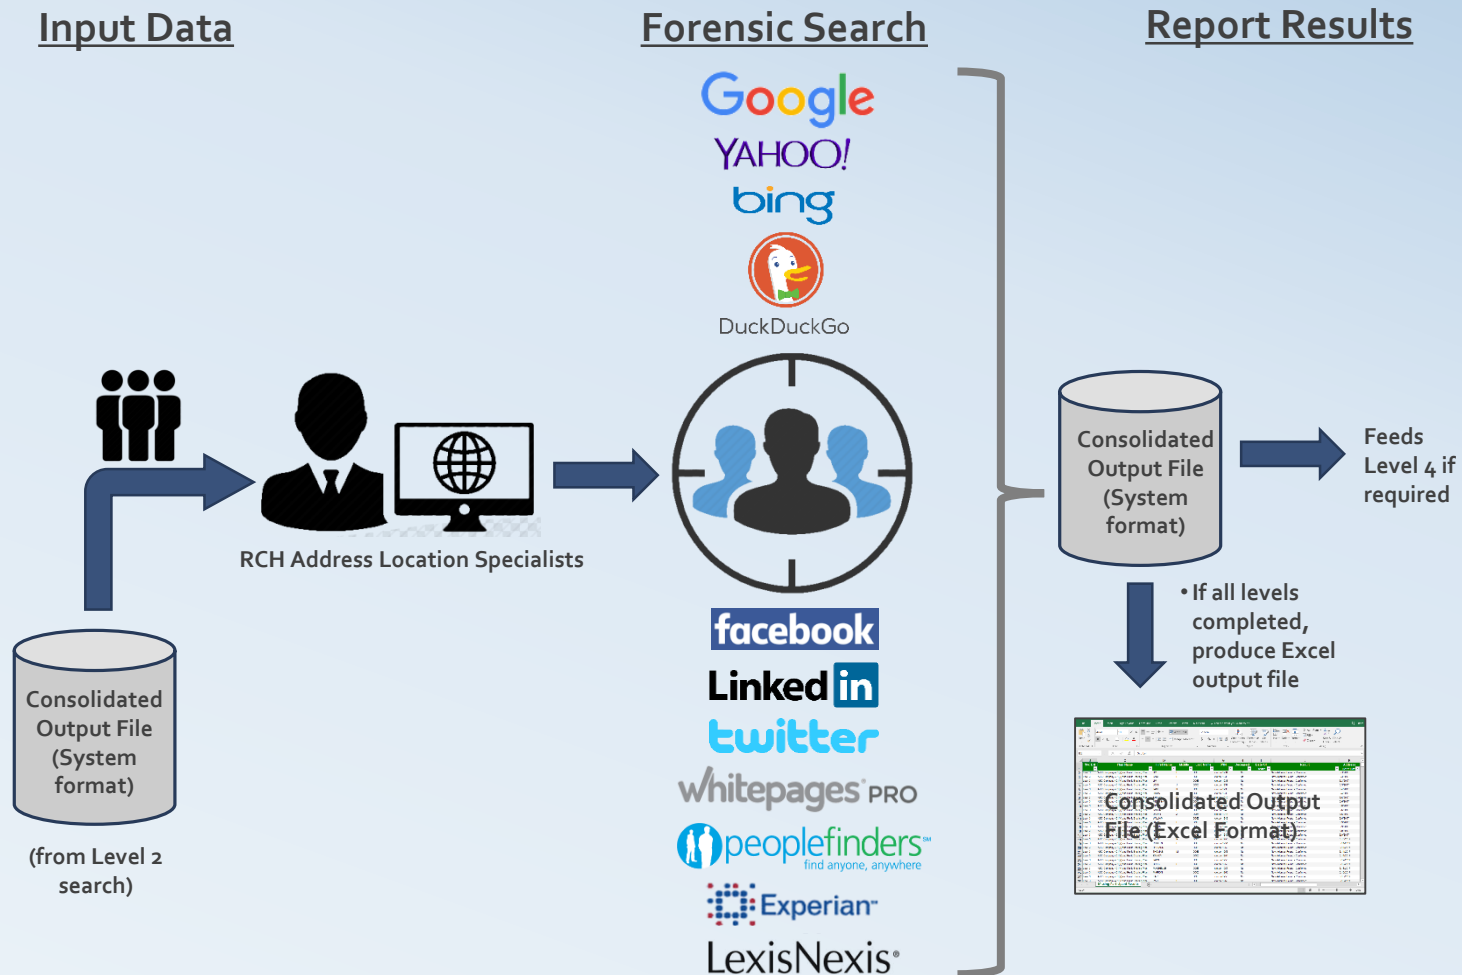 Input Data
Forensic Search
Report Results
Google
YAHOO!
bing
DuckDuckGo
RCH Address Location Specialists
Consolidated
Output File
(System
format)
(from Level 2
search)
facebook
Linked in
twitter
whitepages PRO
peoplefinders℠
find anyone, anywhere
Experian™
LexisNexis®
Consolidated
Output File
(System
format)
Feeds
Level 4 if
required
• If all levels
completed,
produce Excel
output file
Consolidated Output
File (Excel Format)